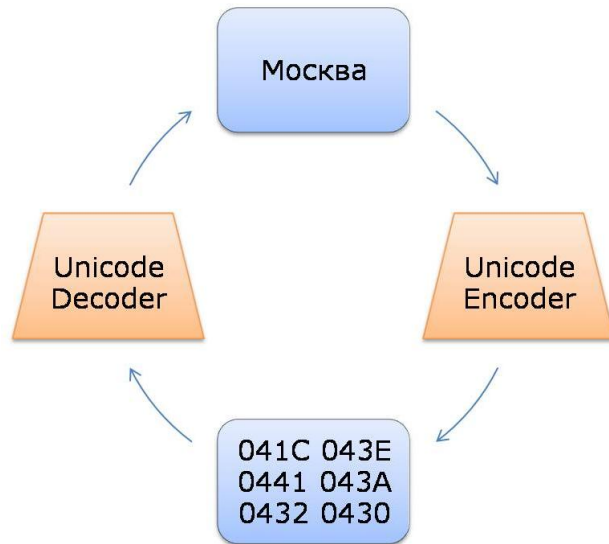 Москва
Unicode
Decoder
Unicode
Encoder
041C 043E
0441 043A
0432 0430